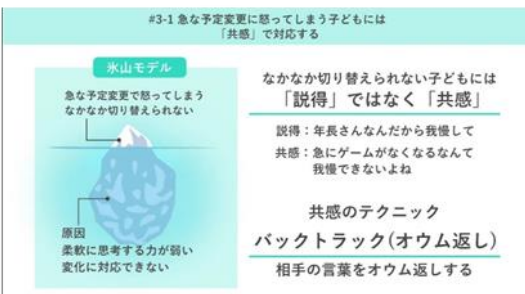 #3-1 急な予定変更に怒ってしまう子どもには
「共感」で対応する
氷山モデル
急な予定変更で怒ってしまう
なかなか切り替えられない
原因
柔軟に思考する力が弱い
変化に対応できない
なかなか切り替えられない子どもには
「説得」ではなく「共感」
説得：年長さんなんだから我慢して
共感：急にゲームがなくなるなんて
我慢できないよね
共感のテクニック
バックトラック(オウム返し)
相手の言葉をオウム返しする